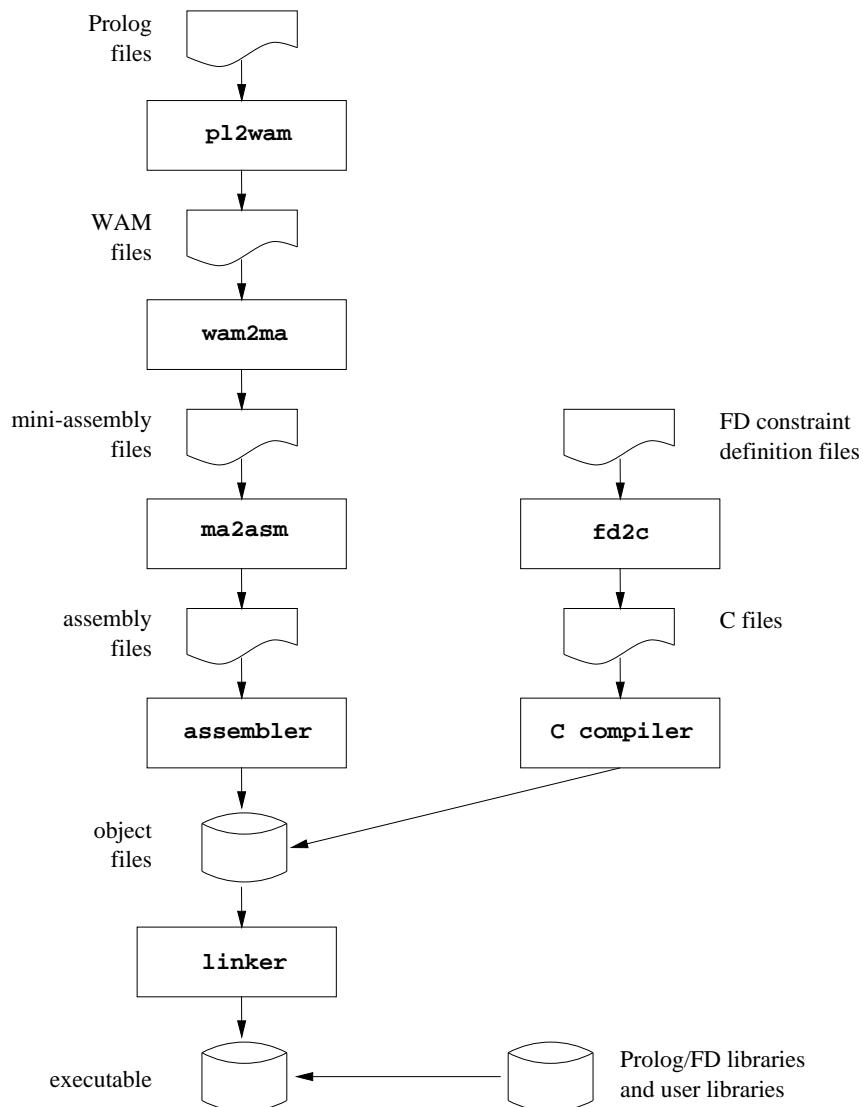 Prolog
files
pl2wam
WAM
files
wam2ma
mini-assembly
files
FD constraint
definition files
ma2asm
fd2c
assembly
files
C files
assembler
C compiler
object
files
linker
executable
Prolog/FD libraries
and user libraries